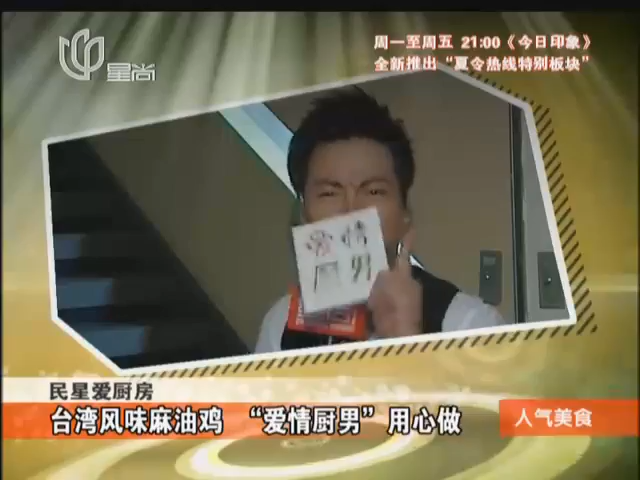 星尚
周一至周五 21:00《今日印象》
全新推出“夏令热线特别板块”
爱情
厨男
民星爱厨房
台湾风味麻油鸡 “爱情厨男”用心做
人气美食